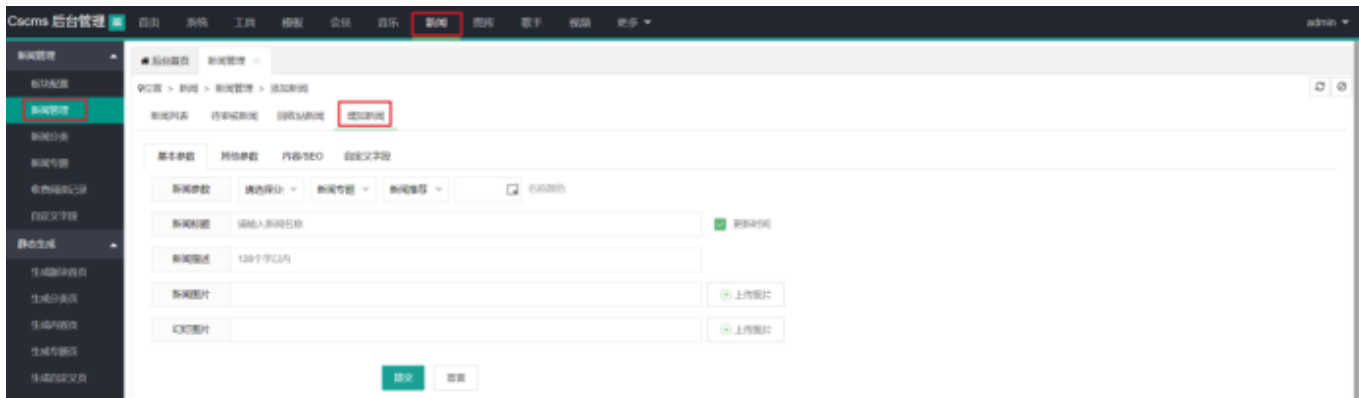 Cscms 后台管理 首页 系统 工具 模板 会员 音乐 新闻 图库 歌手 视频 更多 admin
新闻管理
板块配置
新闻管理
新闻分类
新闻专题
收费阅读记录
自定义字段
静态生成
生成版块首页
生成分类页
生成内容页
生成专题页
生成自定义页
后台首页 新闻管理 ×
位置 > 新闻 > 新闻管理 > 添加新闻
新闻列表 待审核新闻 回收站新闻 增加新闻
基本参数 其他参数 内容/SEO 自定义字段
新闻参数 请选择分类 新闻专题 新闻推荐 名称颜色
新闻标题 请输入新闻名称 更新时间
新闻描述 128个字以内
新闻图片 上传图片
幻灯图片 上传图片
提交 重置